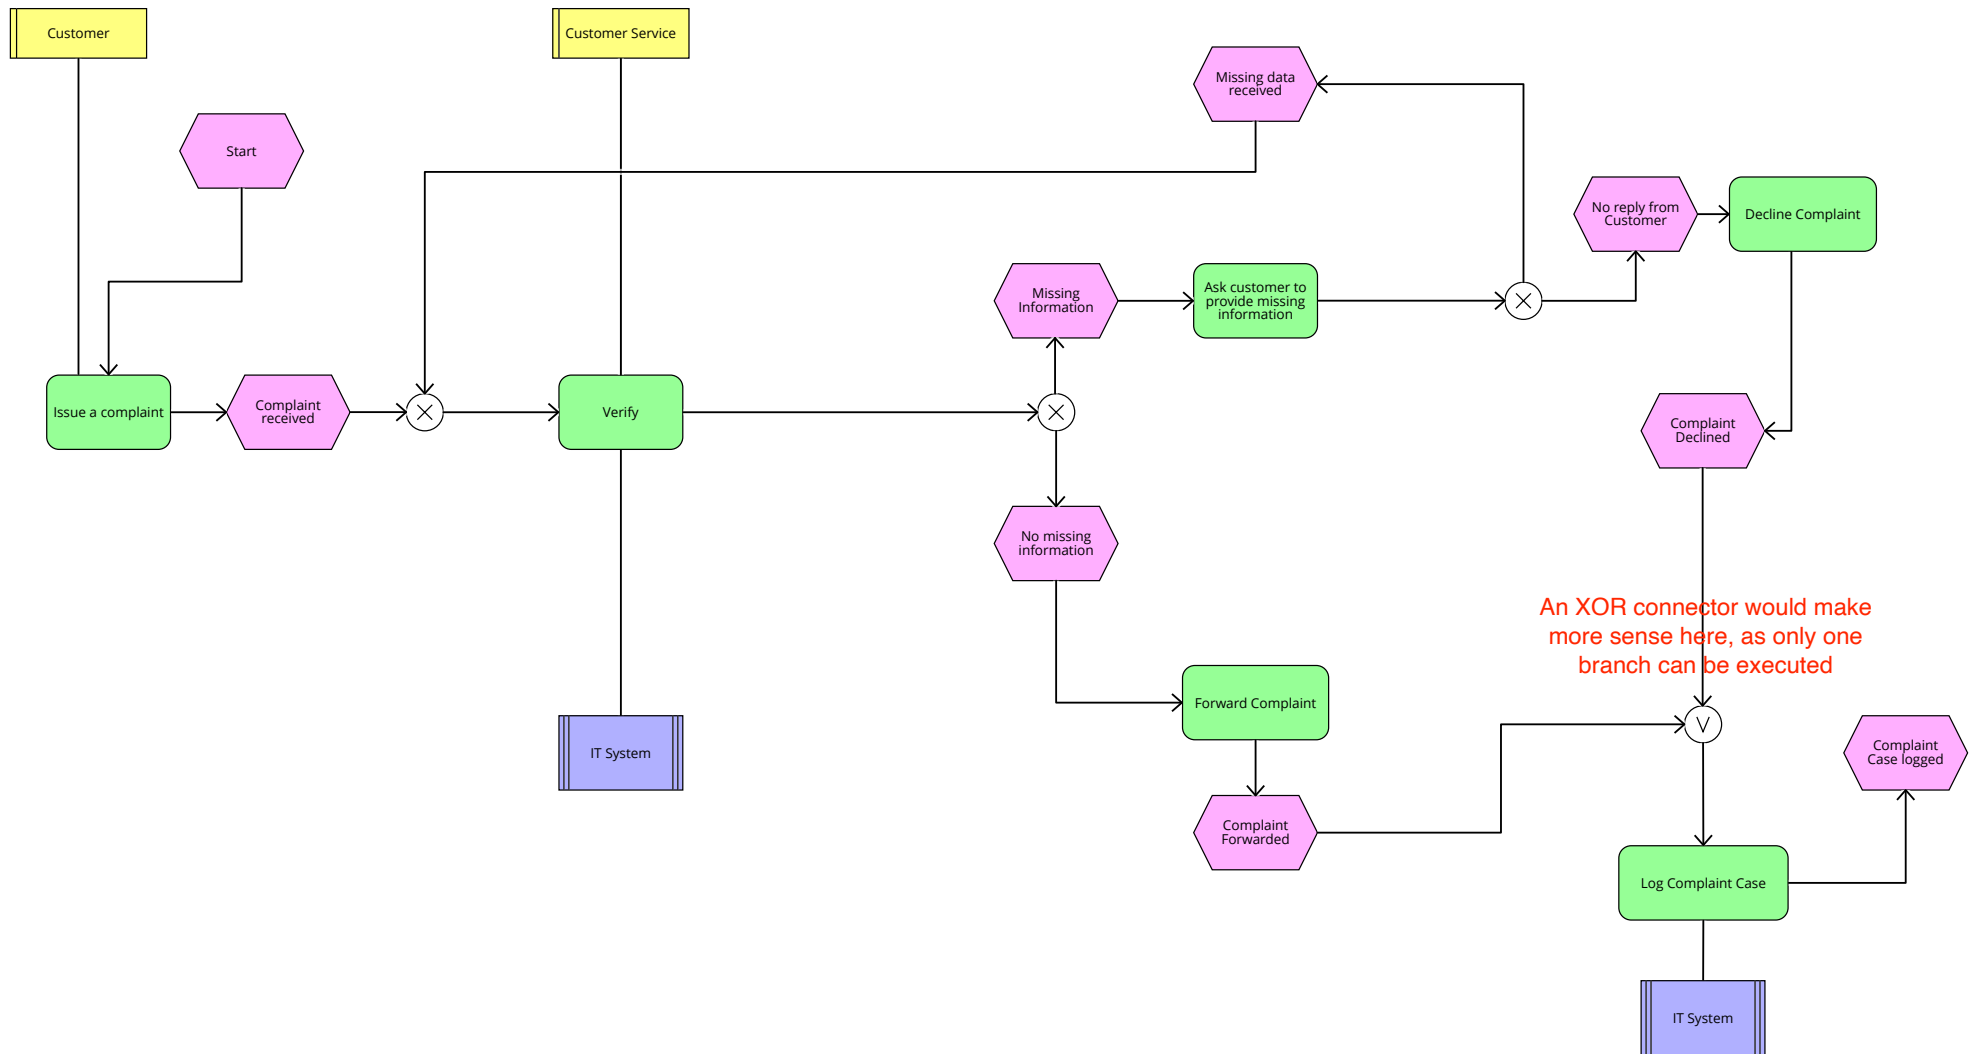 Customer
Customer Service
Missing data
received
Start
No reply from
Customer
Decline Complaint
Missing
Information
Ask customer to
provide missing
information
Issue a complaint
Complaint
received
Verify
Complaint
Declined
No missing
information
An XOR connector would make
more sense here, as only one
branch can be executed
Forward Complaint
IT System
Complaint
Case logged
Complaint
Forwarded
Log Complaint Case
IT System